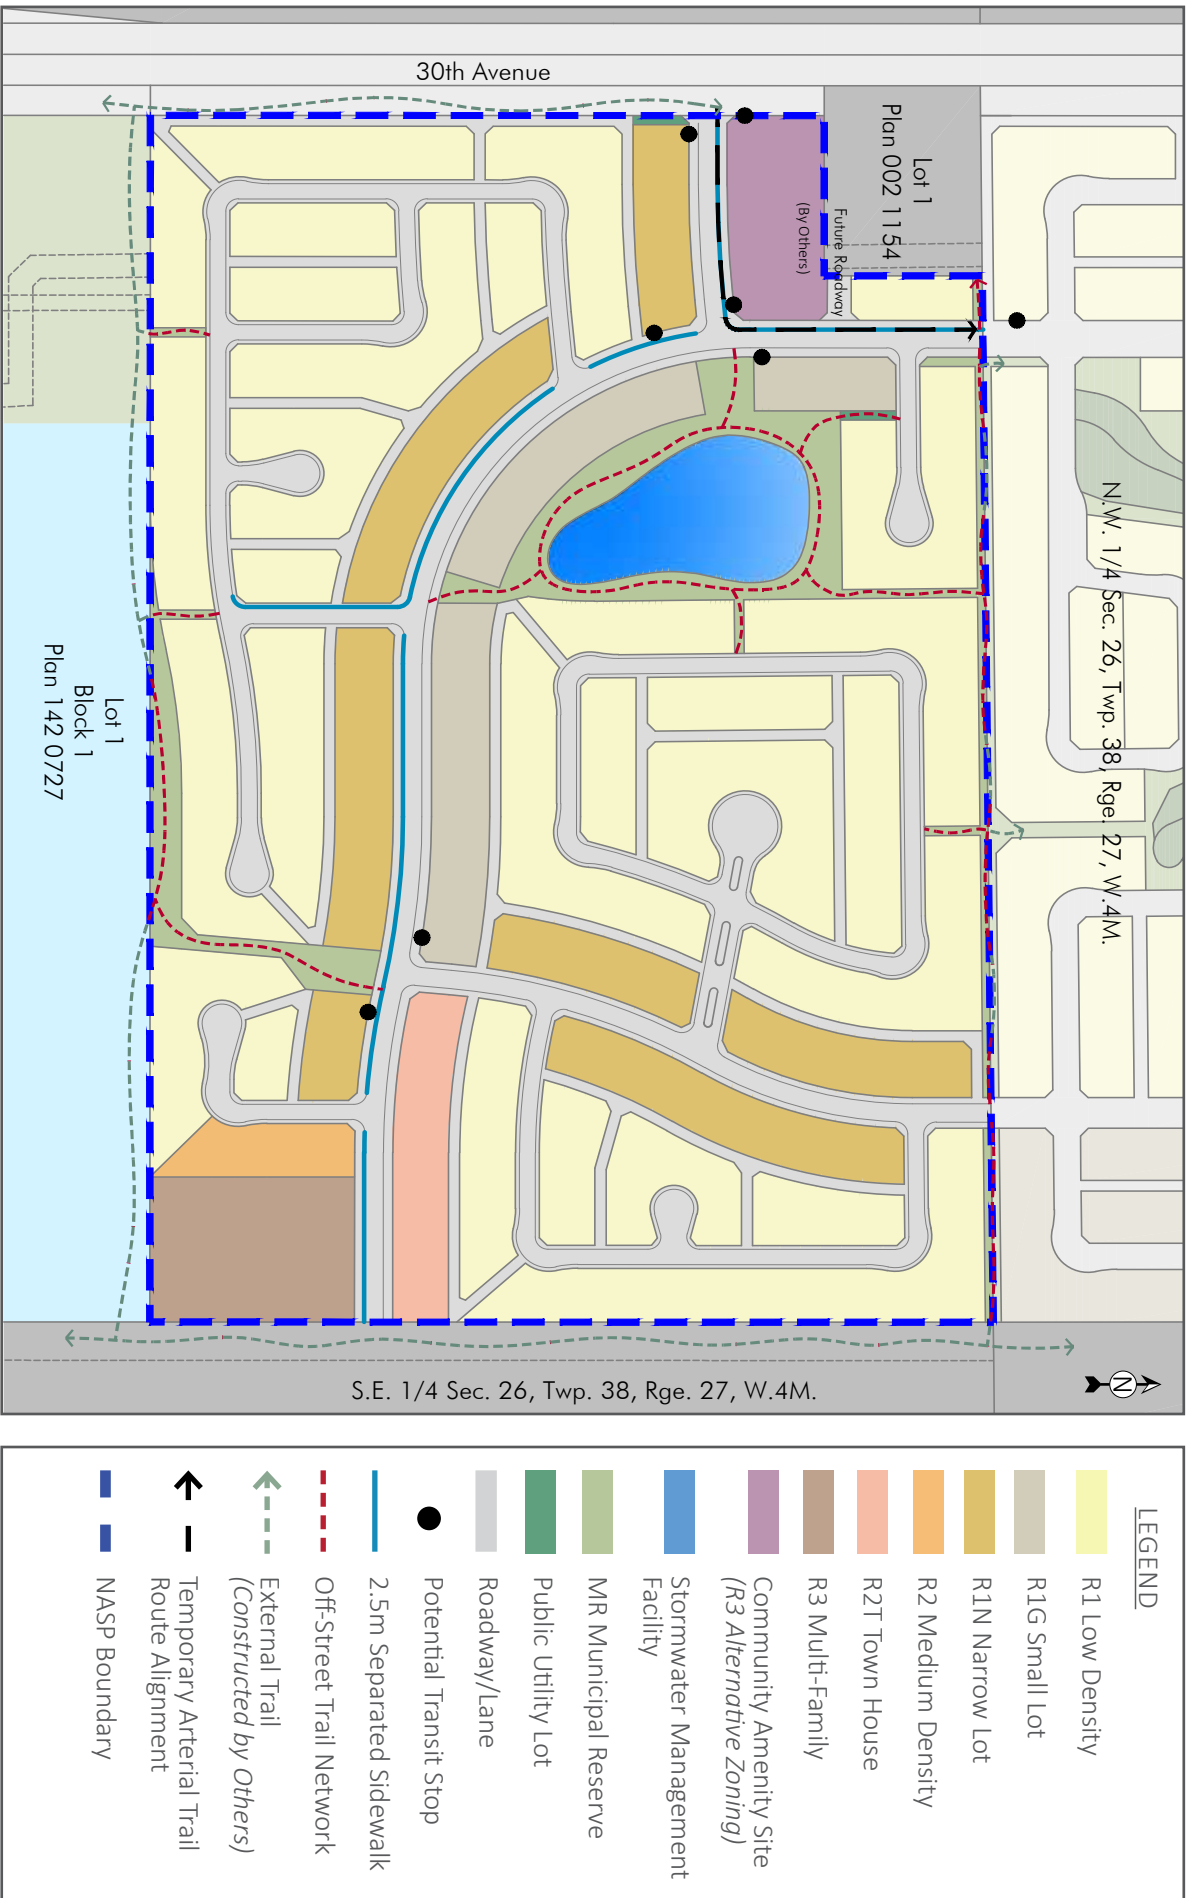 30th Avenue
Lot 1
Plan 002 1154
Future Roadway
(By Others)
N.W. 1/4 Sec. 26, Twp. 38, Rge. 27, W.4M.
Lot 1
Block 1
Plan 142 0727
S.E. 1/4 Sec. 26, Twp. 38, Rge. 27, W.4M.
N
LEGEND
R1 Low Density
R1G Small Lot
R1N Narrow Lot
R2 Medium Density
R2T Town House
R3 Multi-Family
Community Amenity Site
(R3 Alternative Zoning)
Stormwater Management
Facility
MR Municipal Reserve
Public Utility Lot
Roadway/Lane
Potential Transit Stop
2.5m Separated Sidewalk
Off-Street Trail Network
External Trail
(Constructed by Others)
Temporary Arterial Trail
Route Alignment
NASP Boundary